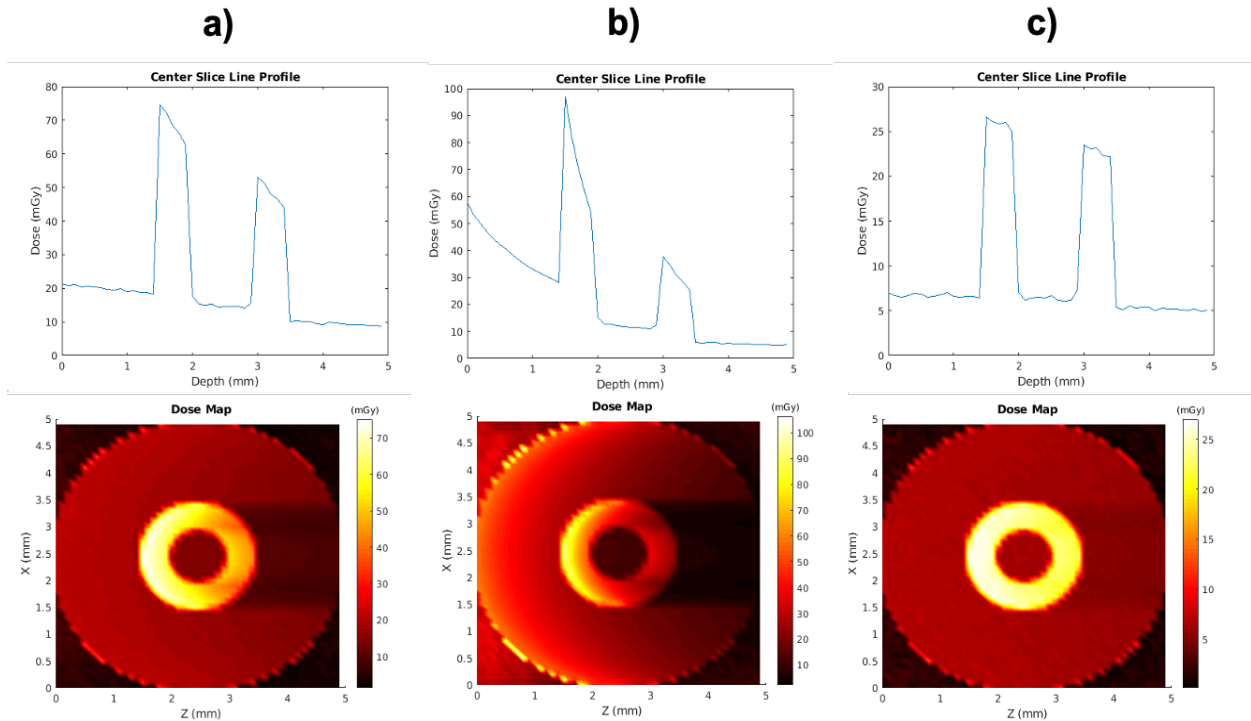 a)
b)
c)
Center Slice Line Profile
80
70
60
50
40
30
20
10
0
Dose (mGy)
0 1 2 3 4 5
Depth (mm)
Center Slice Line Profile
100
90
80
70
60
50
40
30
20
10
0
Dose (mGy)
0 1 2 3 4 5
Depth (mm)
Center Slice Line Profile
30
25
20
15
10
5
0
Dose (mGy)
0 1 2 3 4 5
Depth (mm)
Dose Map
(mGy)
5
4.5
4
3.5
3
2.5
2
1.5
1
0.5
0
X (mm)
0 1 2 3 4 5
Z (mm)
70
60
50
40
30
20
10
Dose Map
(mGy)
5
4.5
4
3.5
3
2.5
2
1.5
1
0.5
0
X (mm)
0 1 2 3 4 5
Z (mm)
100
90
80
70
60
50
40
30
20
10
Dose Map
(mGy)
5
4.5
4
3.5
3
2.5
2
1.5
1
0.5
0
X (mm)
0 1 2 3 4 5
Z (mm)
25
20
15
10
5